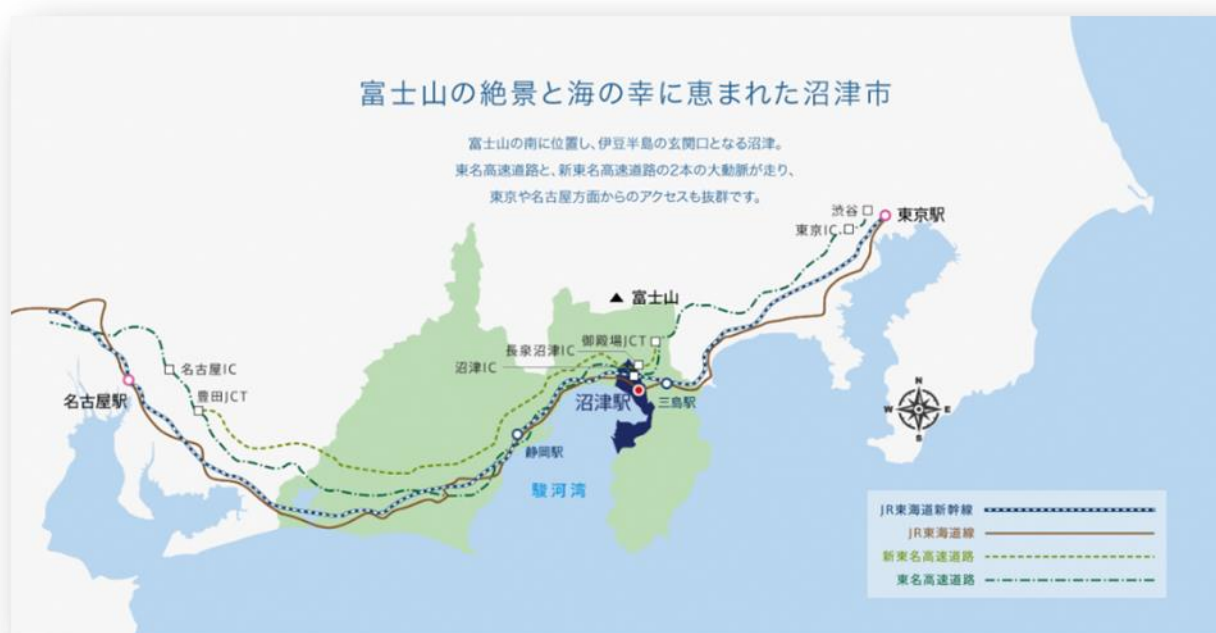 富士山の絶景と海の幸に恵まれた沼津市
富士山の南に位置し、伊豆半島の玄関口となる沼津。
東名高速道路と、新東名高速道路の2本の大動脈が走り、
東京や名古屋方面からのアクセスも抜群です。
渋谷
東京駅
東京IC
富士山
御殿場JCT
長泉沼津IC
沼津IC
名古屋IC
豊田JCT
名古屋駅
沼津駅
三島駅
静岡駅
駿河湾
N
W
E
S
JR東海道新幹線
JR東海道線
新東名高速道路
東名高速道路